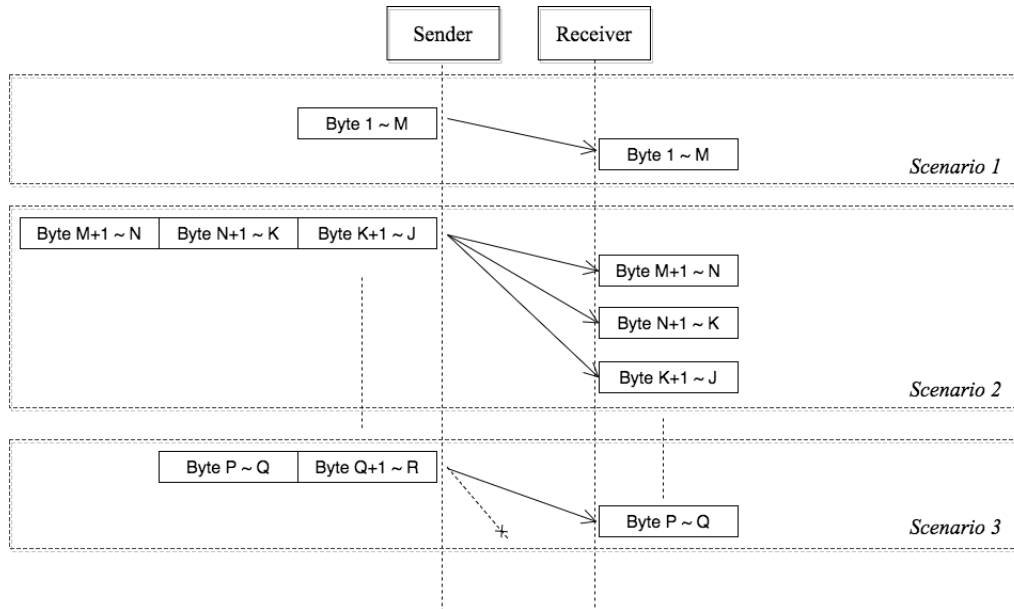 Sender
Receiver
Byte 1 ~ M
Byte 1 ~ M
Scenario 1
Byte M+1 ~ N
Byte N+1 ~ K
Byte K+1 ~ J
Byte M+1 ~ N
Byte N+1 ~ K
Byte K+1 ~ J
Scenario 2
Byte P ~ Q
Byte Q+1 ~ R
Byte P ~ Q
Scenario 3